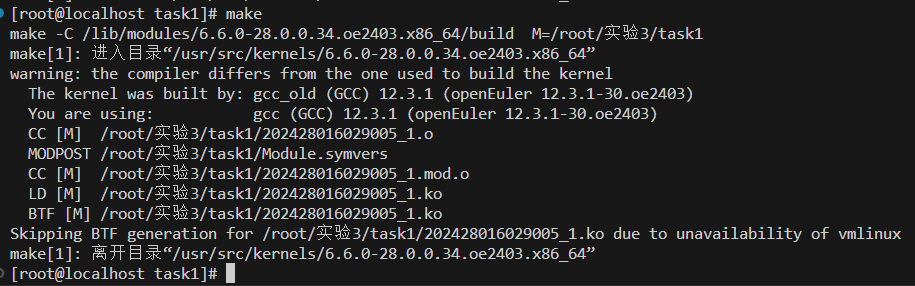 [root@localhost task1]# make
make -C /lib/modules/6.6.0-28.0.0.34.oe2403.x86_64/build  M=/root/实验3/task1
make[1]: 进入目录“/usr/src/kernels/6.6.0-28.0.0.34.oe2403.x86_64”
warning: the compiler differs from the one used to build the kernel
  The kernel was built by: gcc_old (GCC) 12.3.1 (openEuler 12.3.1-30.oe2403)
  You are using:           gcc (GCC) 12.3.1 (openEuler 12.3.1-30.oe2403)
  CC [M]  /root/实验3/task1/202428016029005_1.o
  MODPOST /root/实验3/task1/Module.symvers
  CC [M]  /root/实验3/task1/202428016029005_1.mod.o
  LD [M]  /root/实验3/task1/202428016029005_1.ko
  BTF [M] /root/实验3/task1/202428016029005_1.ko
Skipping BTF generation for /root/实验3/task1/202428016029005_1.ko due to unavailability of vmlinux
make[1]: 离开目录“/usr/src/kernels/6.6.0-28.0.0.34.oe2403.x86_64”
[root@localhost task1]#